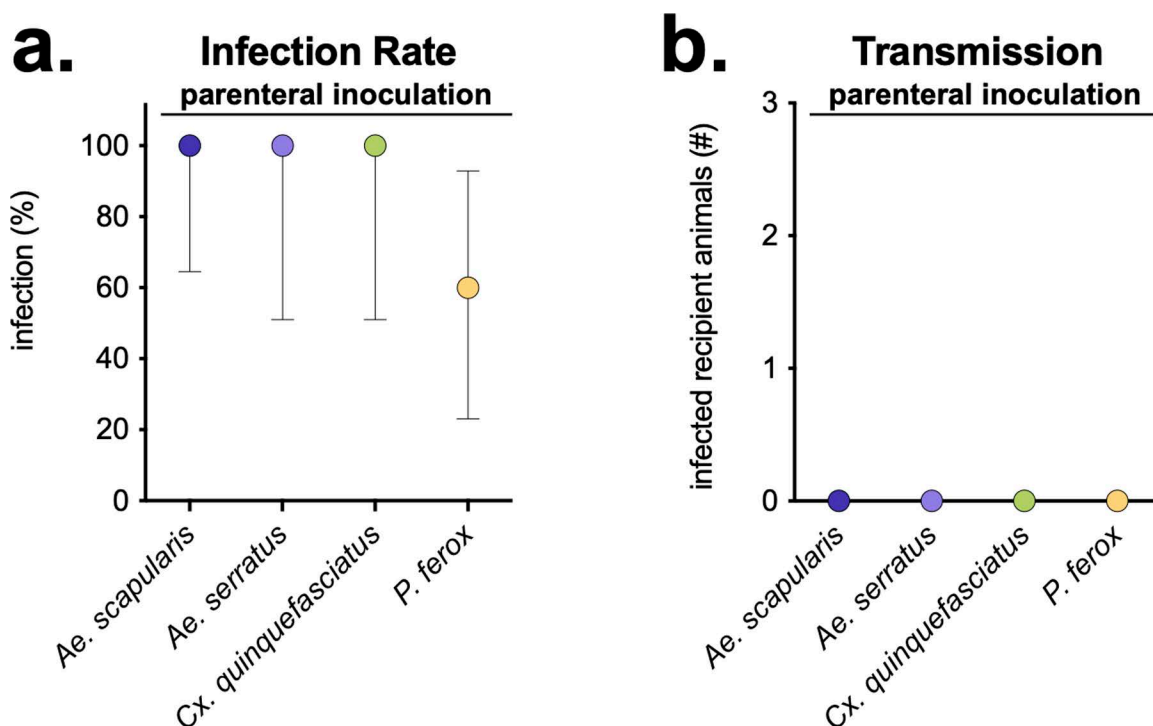 a.
Infection Rate
parenteral inoculation
infection (%)
100
80
60
40
20
0
Ae. scapularis
Ae. serratus
Cx. quinquefasciatus
P. ferox
b.
Transmission
parenteral inoculation
infected recipient animals (#)
3
2
1
0
Ae. scapularis
Ae. serratus
Cx. quinquefasciatus
P. ferox